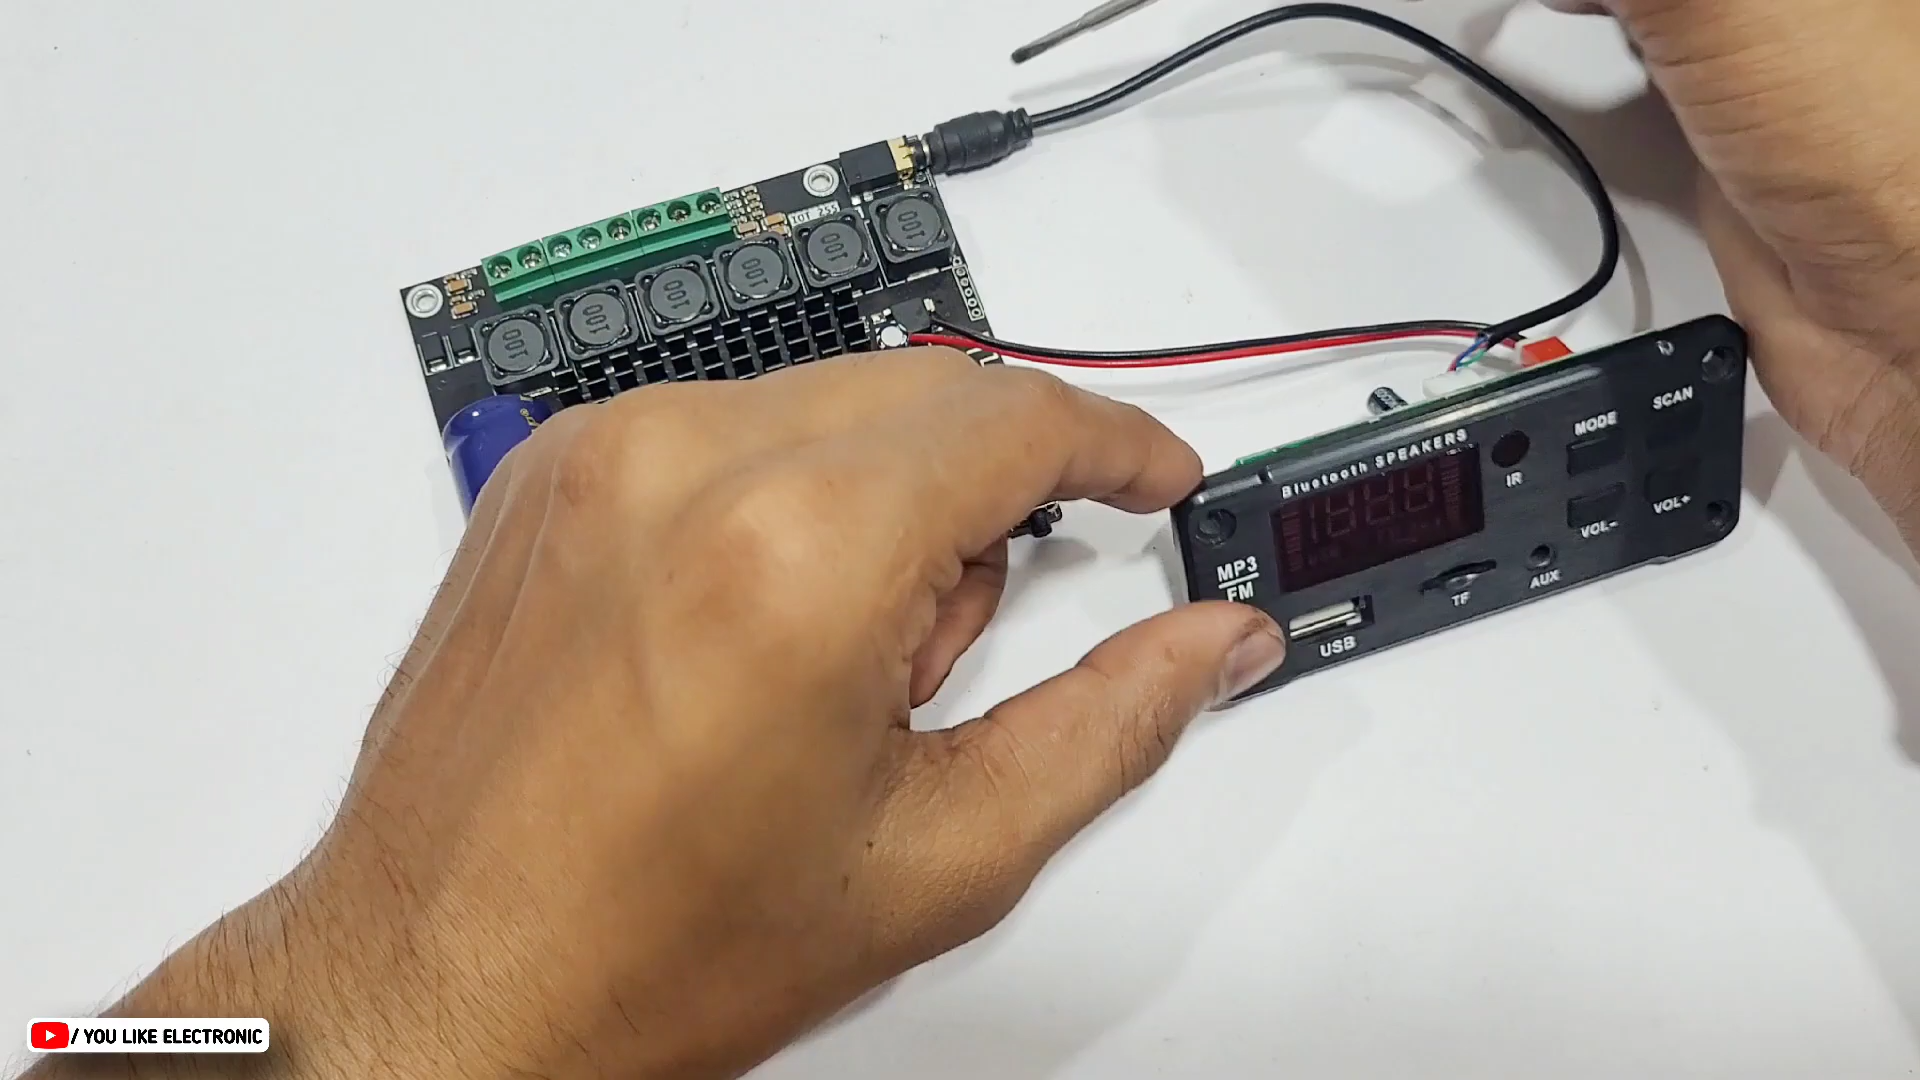 100
100
100
100
100
100
Bluetooth SPEAKERS
IR
MODE
SCAN
VOL-
VOL+
MP3
FM
USB
TF
AUX
/ YOU LIKE ELECTRONIC